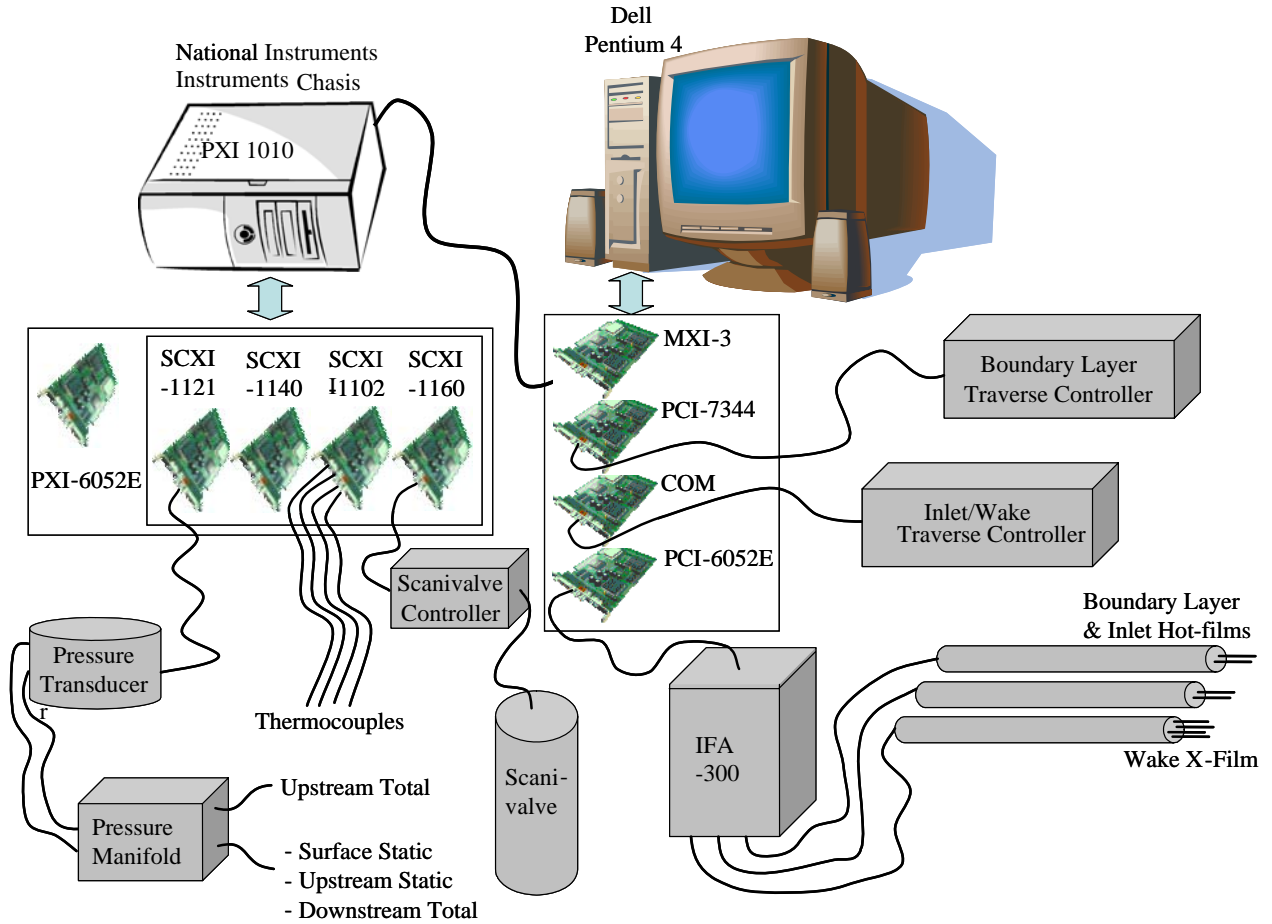 Dell
Pentium 4
National Instruments
Instruments Chasis
PXI 1010
MXI-3
PCI-7344
COM
PCI-6052E
Boundary Layer
Traverse Controller
Inlet/Wake
Traverse Controller
SCXI
-1121
SCXI
-1140
SCXI
-1102
SCXI
-1160
PXI-6052E
Scanivalve
Controller
Boundary Layer
& Inlet Hot-films
Pressure
Transducer
r
Thermocouples
IFA
-300
Wake X-Film
Scani-
valve
Upstream Total
Pressure
Manifold
- Surface Static
- Upstream Static
- Downstream Total